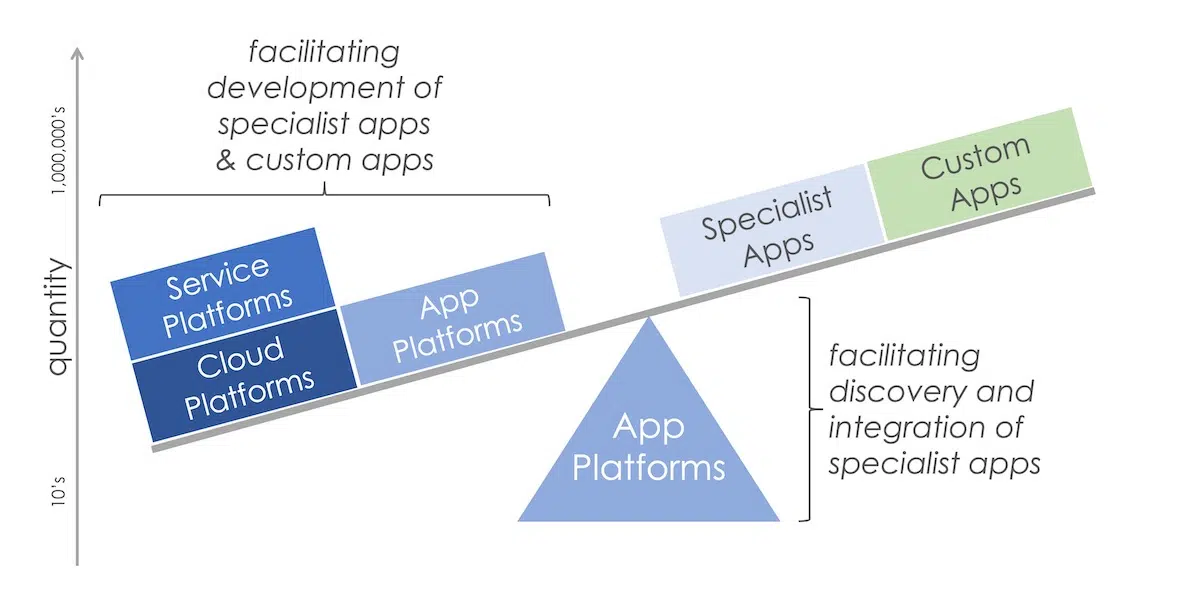 facilitating
development of
specialist apps
& custom apps
1,000,000's
quantity
10's
Service
Platforms
Cloud
Platforms
App
Platforms
Specialist
Apps
Custom
Apps
App
Platforms
facilitating
discovery and
integration of
specialist apps